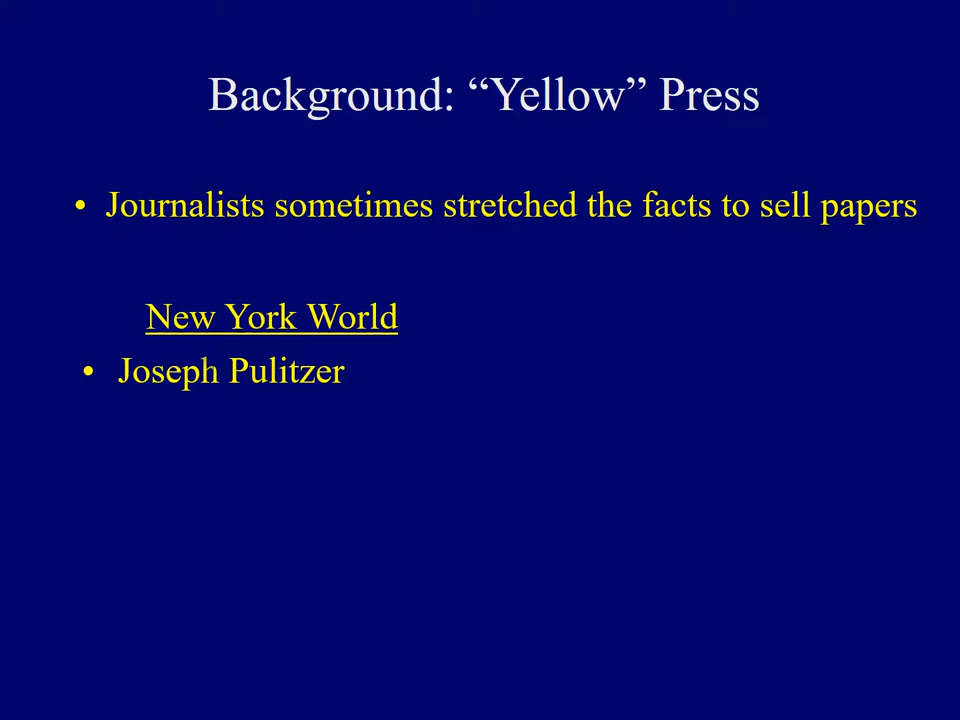 Background: “Yellow” Press
• Journalists sometimes stretched the facts to sell papers
New York World
• Joseph Pulitzer